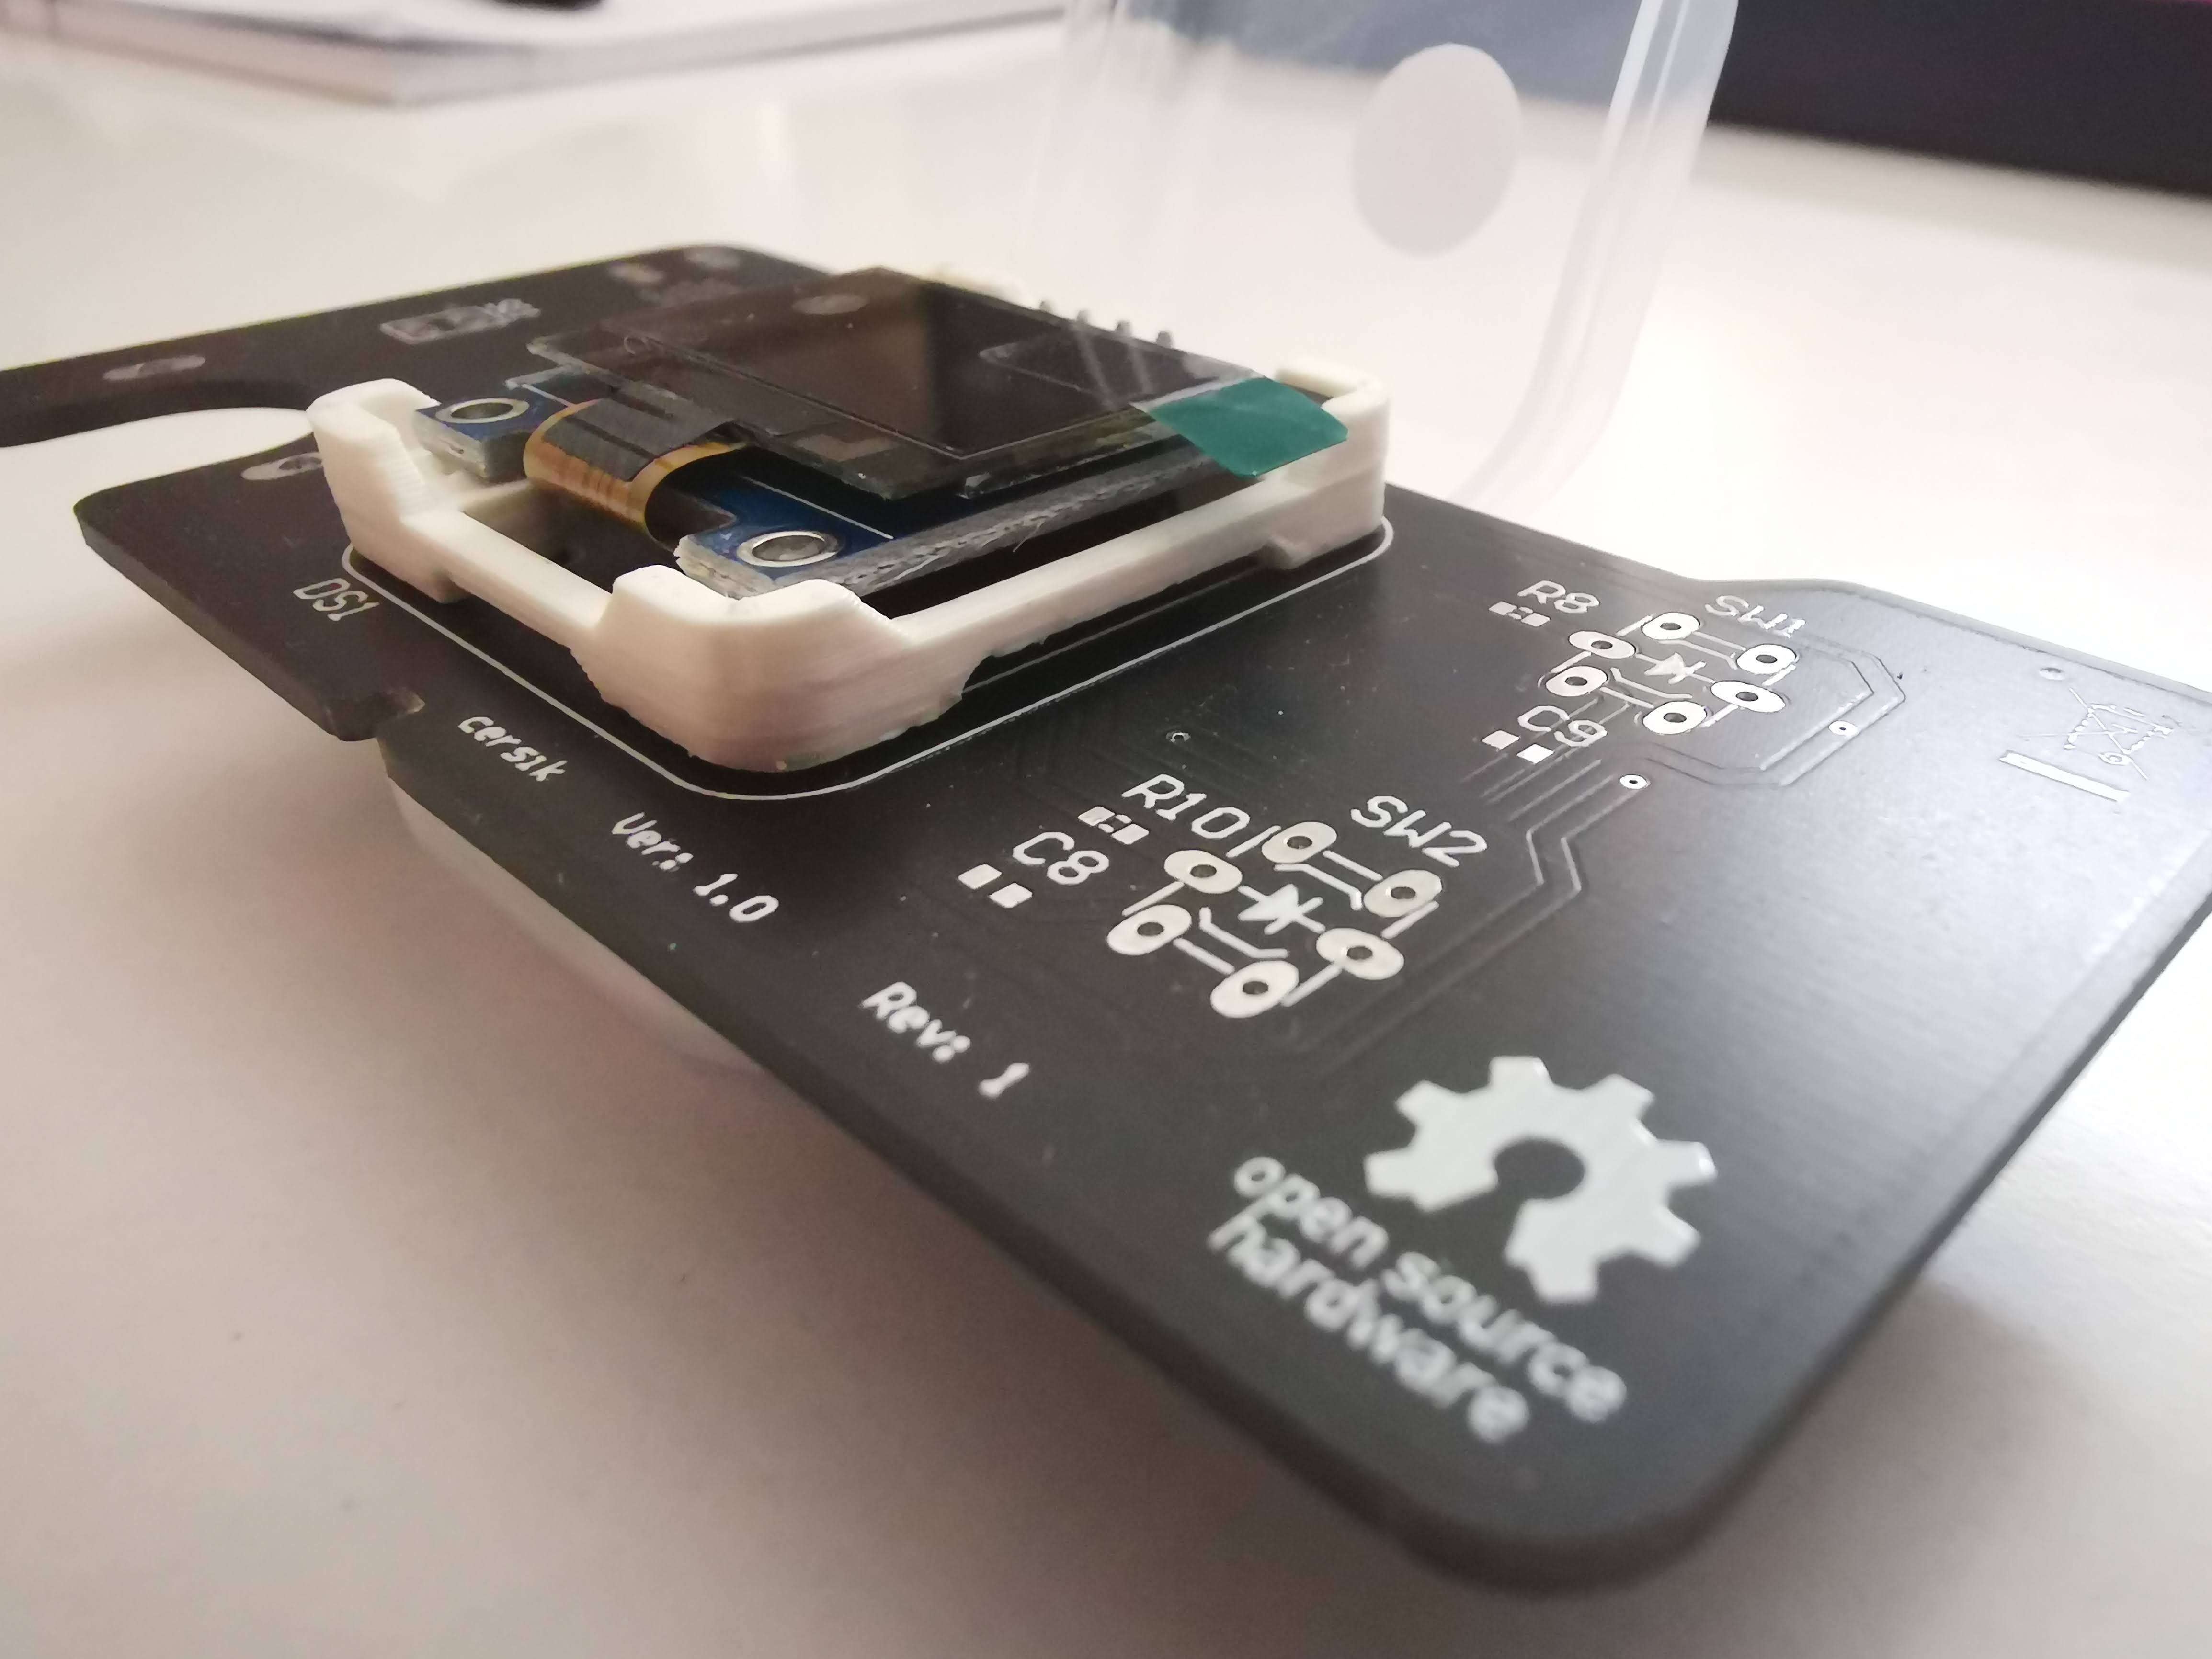 DS1
cersik
Ver: 1.0
Rev: 1
R8
SW1
C9
R10
SW2
C8
open source
hardware